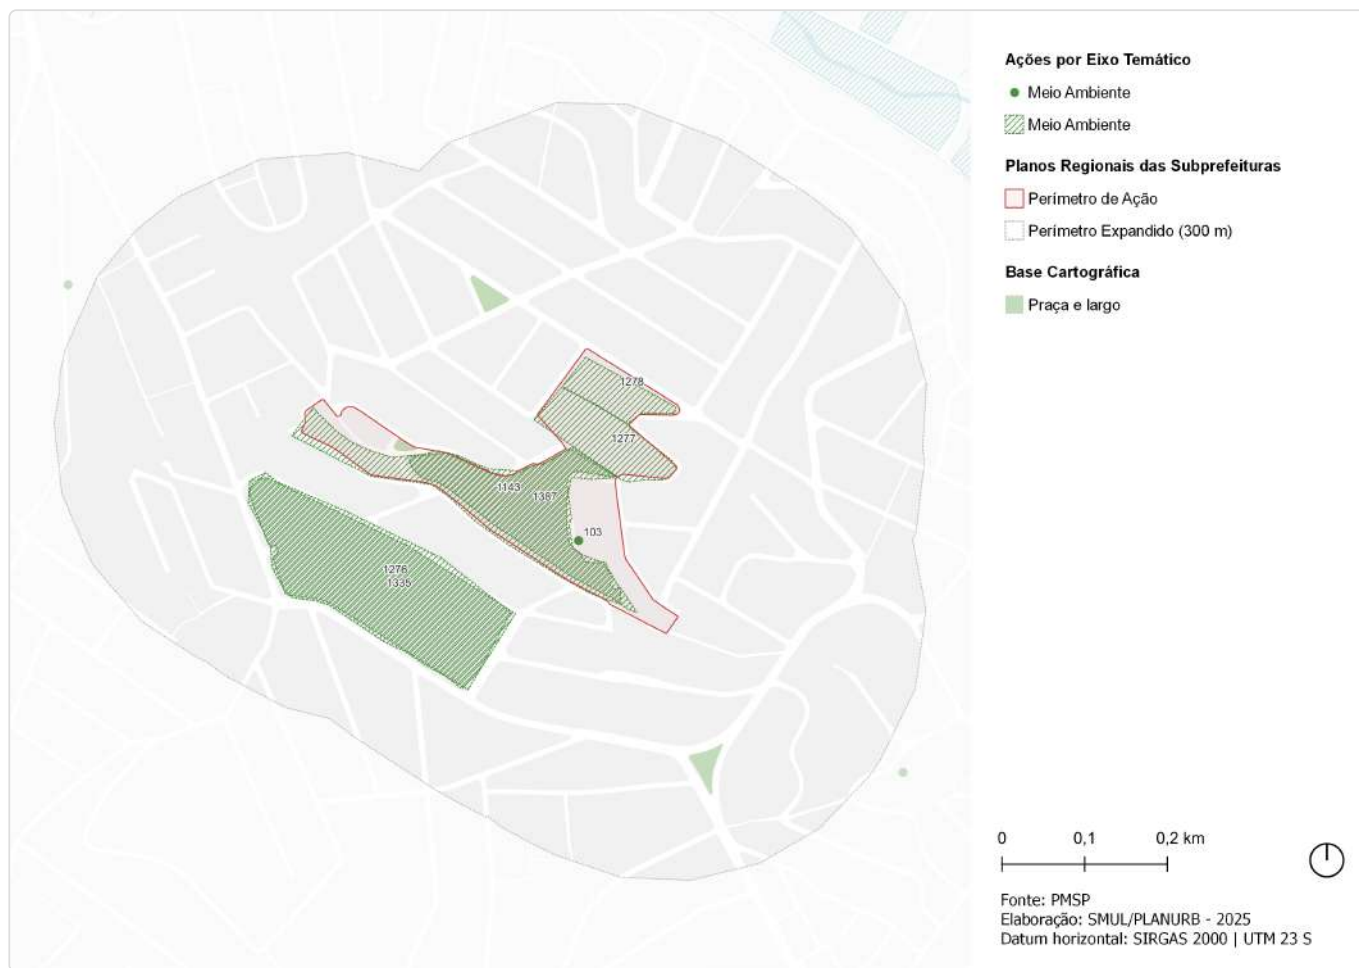 Ações por Eixo Temático
Meio Ambiente
Meio Ambiente
Planos Regionais das Subprefeituras
Perímetro de Ação
Perímetro Expandido (300 m)
Base Cartográfica
Praça e largo
1278
1277
1143
1387
103
1276
1335
0 0,1 0,2 km
Fonte: PMSP
Elaboração: SMUL/PLANURB - 2025
Datum horizontal: SIRGAS 2000 | UTM 23 S